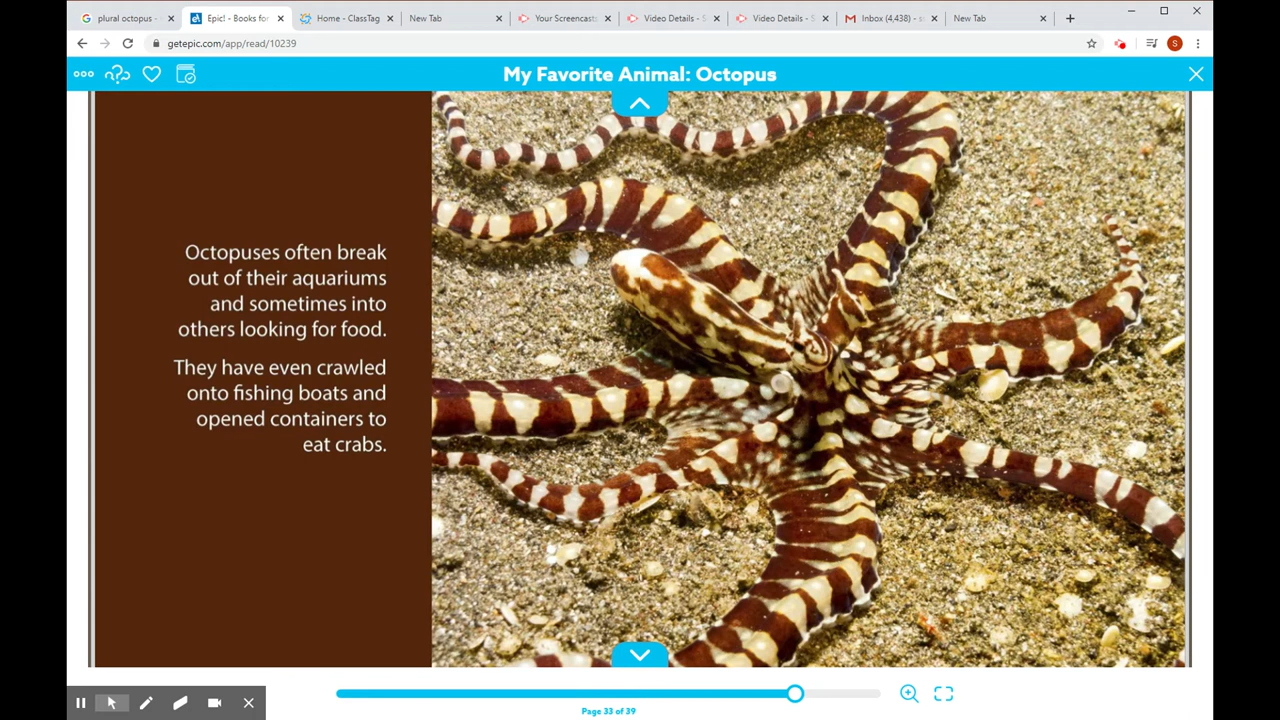 plural octopus -
Epic! - Books for
Home - ClassTag
New Tab
Your Screencasts
Video Details - S
Video Details - S
Inbox (4,438) - s
New Tab
getepic.com/app/read/10239
S
My Favorite Animal: Octopus
Octopuses often break
out of their aquariums
and sometimes into
others looking for food.
They have even crawled
onto fishing boats and
opened containers to
eat crabs.
Page 33 of 39